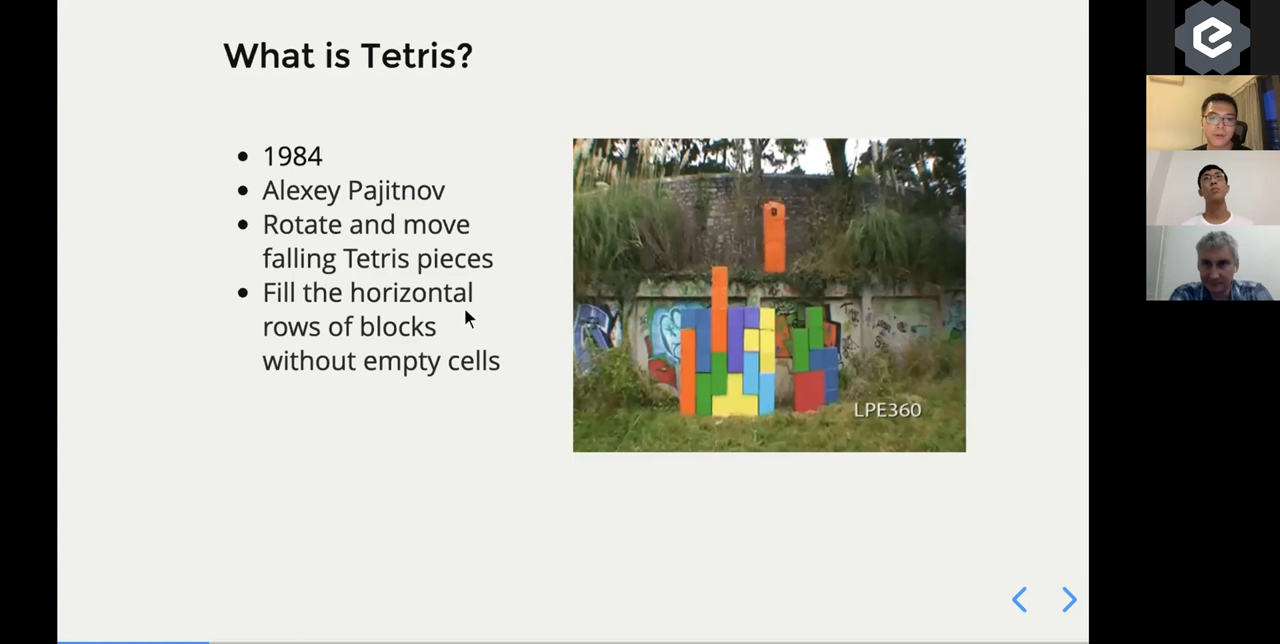 What is Tetris?
1984
Alexey Pajitnov
Rotate and move
falling Tetris pieces
Fill the horizontal
rows of blocks
without empty cells
LPE360